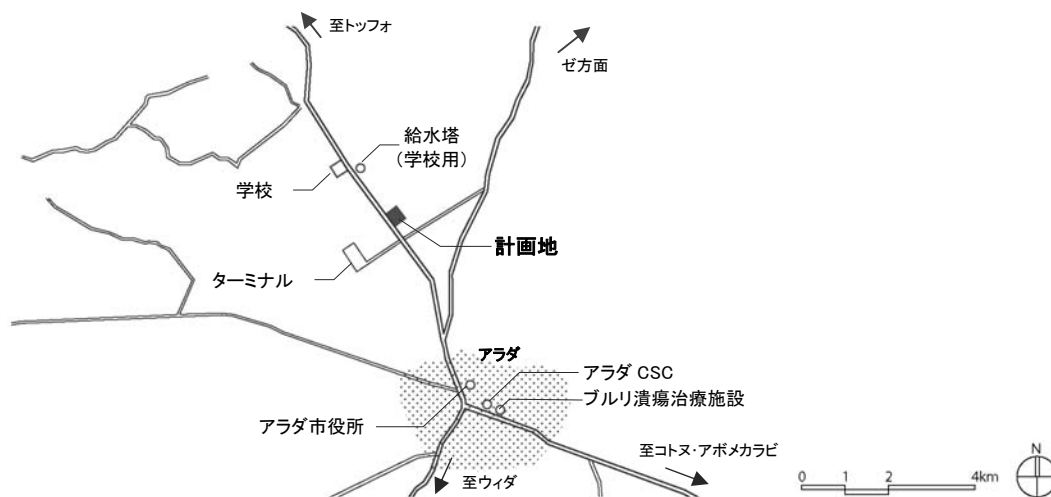 至トッフォ
ゼ方面
給水塔
（学校用）
学校
計画地
ターミナル
アラダ
アラダ CSC
ブルリ潰瘍治療施設
アラダ市役所
至コトヌ・アボメカラビ
至ウィダ
N
0 1 2 4km